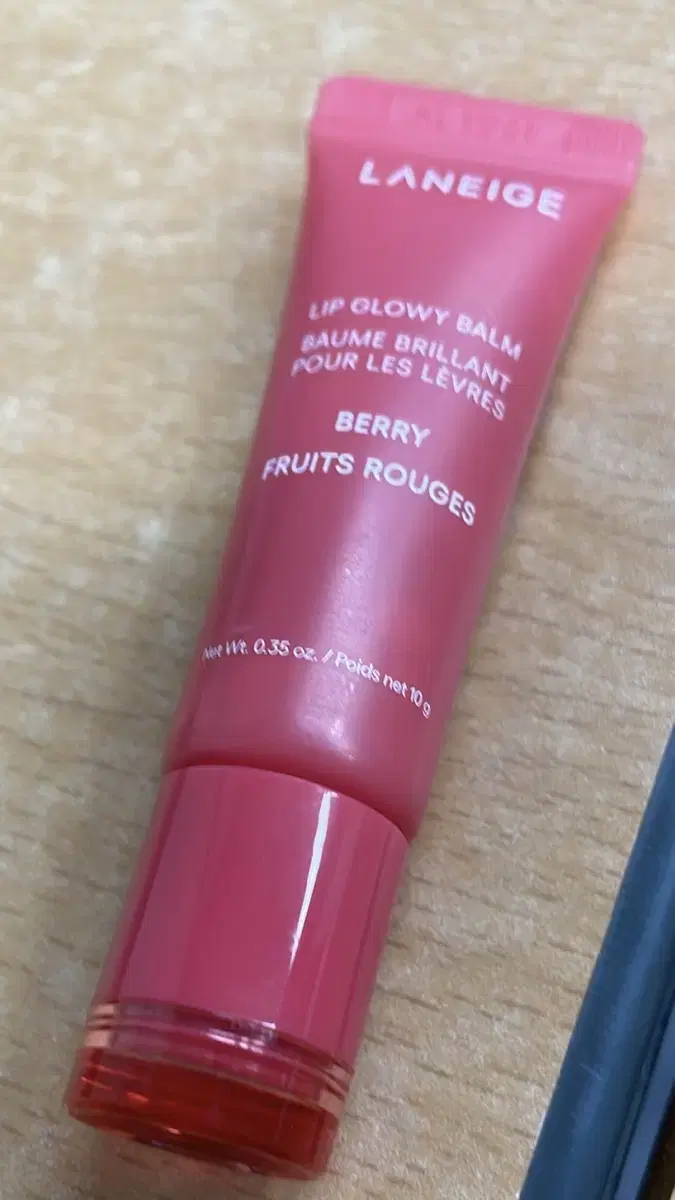 LANEIGE
LIP GLOWY BALM
BAUME BRILLANT
POUR LES LÈVRES
BERRY
FRUITS ROUGES
Net Wt. 0.35 oz. / Poids net 10 g